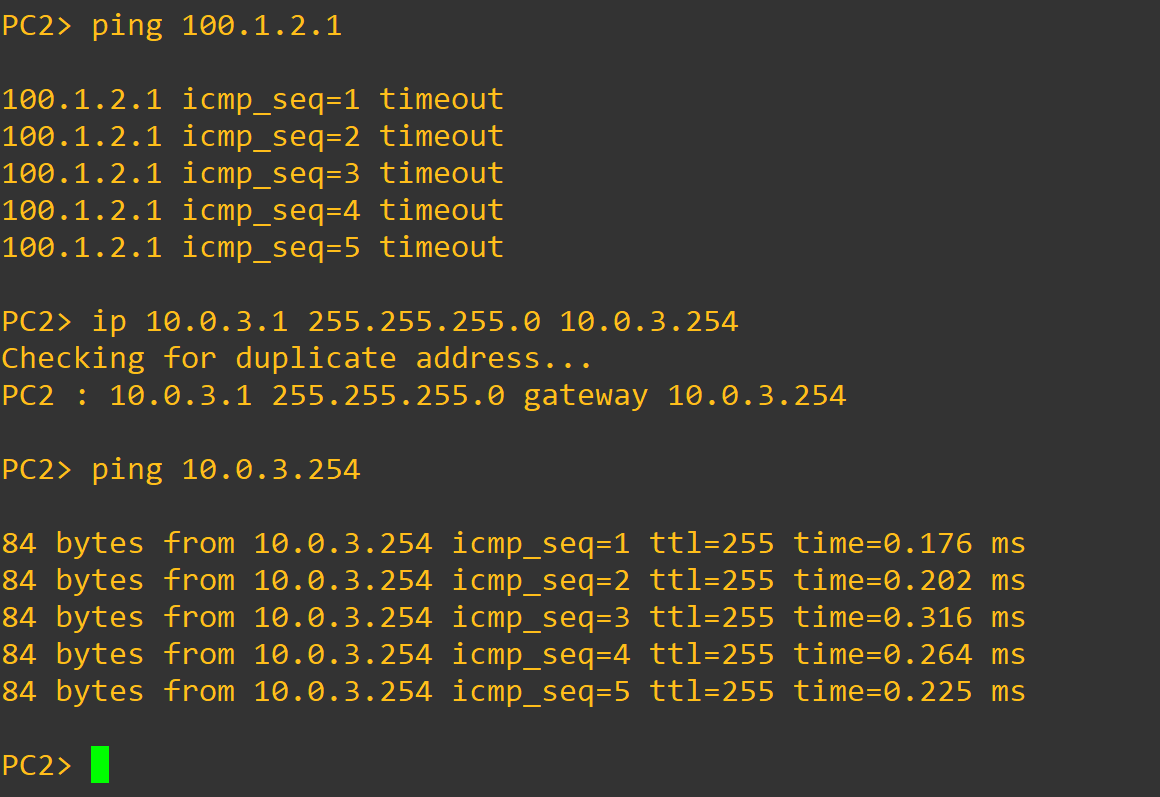 PC2> ping 100.1.2.1
100.1.2.1 icmp_seq=1 timeout
100.1.2.1 icmp_seq=2 timeout
100.1.2.1 icmp_seq=3 timeout
100.1.2.1 icmp_seq=4 timeout
100.1.2.1 icmp_seq=5 timeout
PC2> ip 10.0.3.1 255.255.255.0 10.0.3.254
Checking for duplicate address...
PC2 : 10.0.3.1 255.255.255.0 gateway 10.0.3.254
PC2> ping 10.0.3.254
84 bytes from 10.0.3.254 icmp_seq=1 ttl=255 time=0.176 ms
84 bytes from 10.0.3.254 icmp_seq=2 ttl=255 time=0.202 ms
84 bytes from 10.0.3.254 icmp_seq=3 ttl=255 time=0.316 ms
84 bytes from 10.0.3.254 icmp_seq=4 ttl=255 time=0.264 ms
84 bytes from 10.0.3.254 icmp_seq=5 ttl=255 time=0.225 ms
PC2>